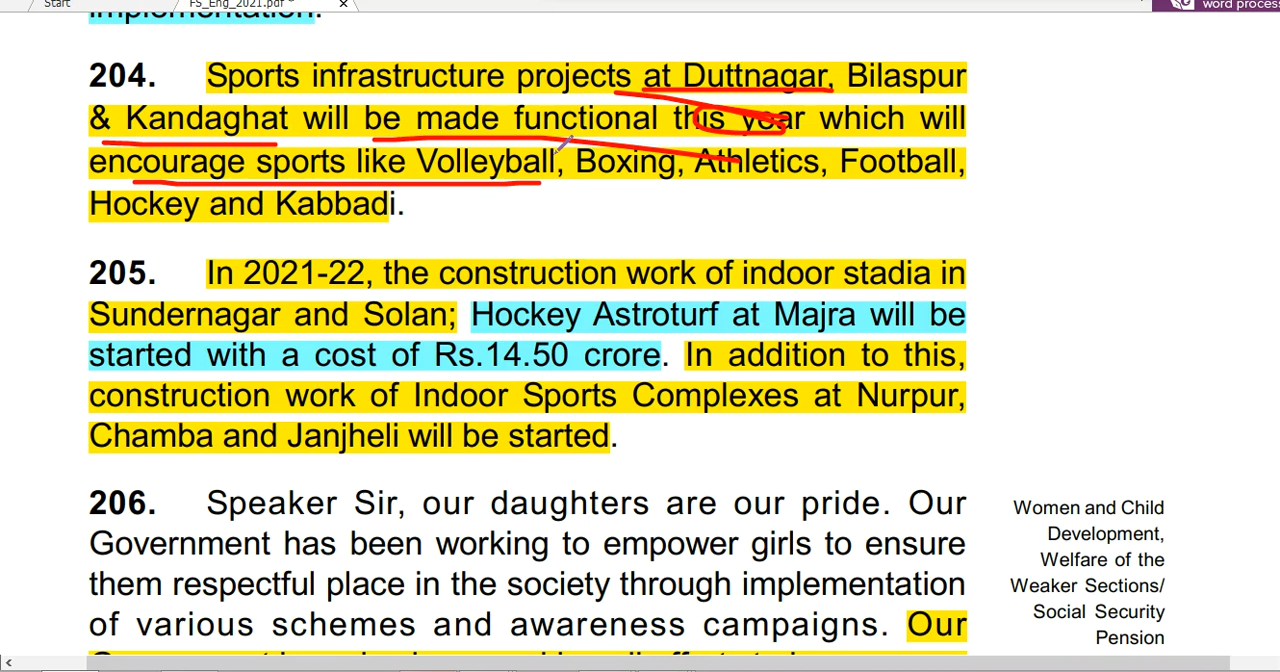 Start FS_Eng_2021.pdf *
word process
implementation.
204. Sports infrastructure projects at Duttnagar, Bilaspur
& Kandaghat will be made functional this year which will
encourage sports like Volleyball, Boxing, Athletics, Football,
Hockey and Kabbadi.
205. In 2021-22, the construction work of indoor stadia in
Sundernagar and Solan; Hockey Astroturf at Majra will be
started with a cost of Rs.14.50 crore. In addition to this,
construction work of Indoor Sports Complexes at Nurpur,
Chamba and Janjheli will be started.
206. Speaker Sir, our daughters are our pride. Our
Government has been working to empower girls to ensure
them respectful place in the society through implementation
of various schemes and awareness campaigns. Our
Women and Child
Development,
Welfare of the
Weaker Sections/
Social Security
Pension